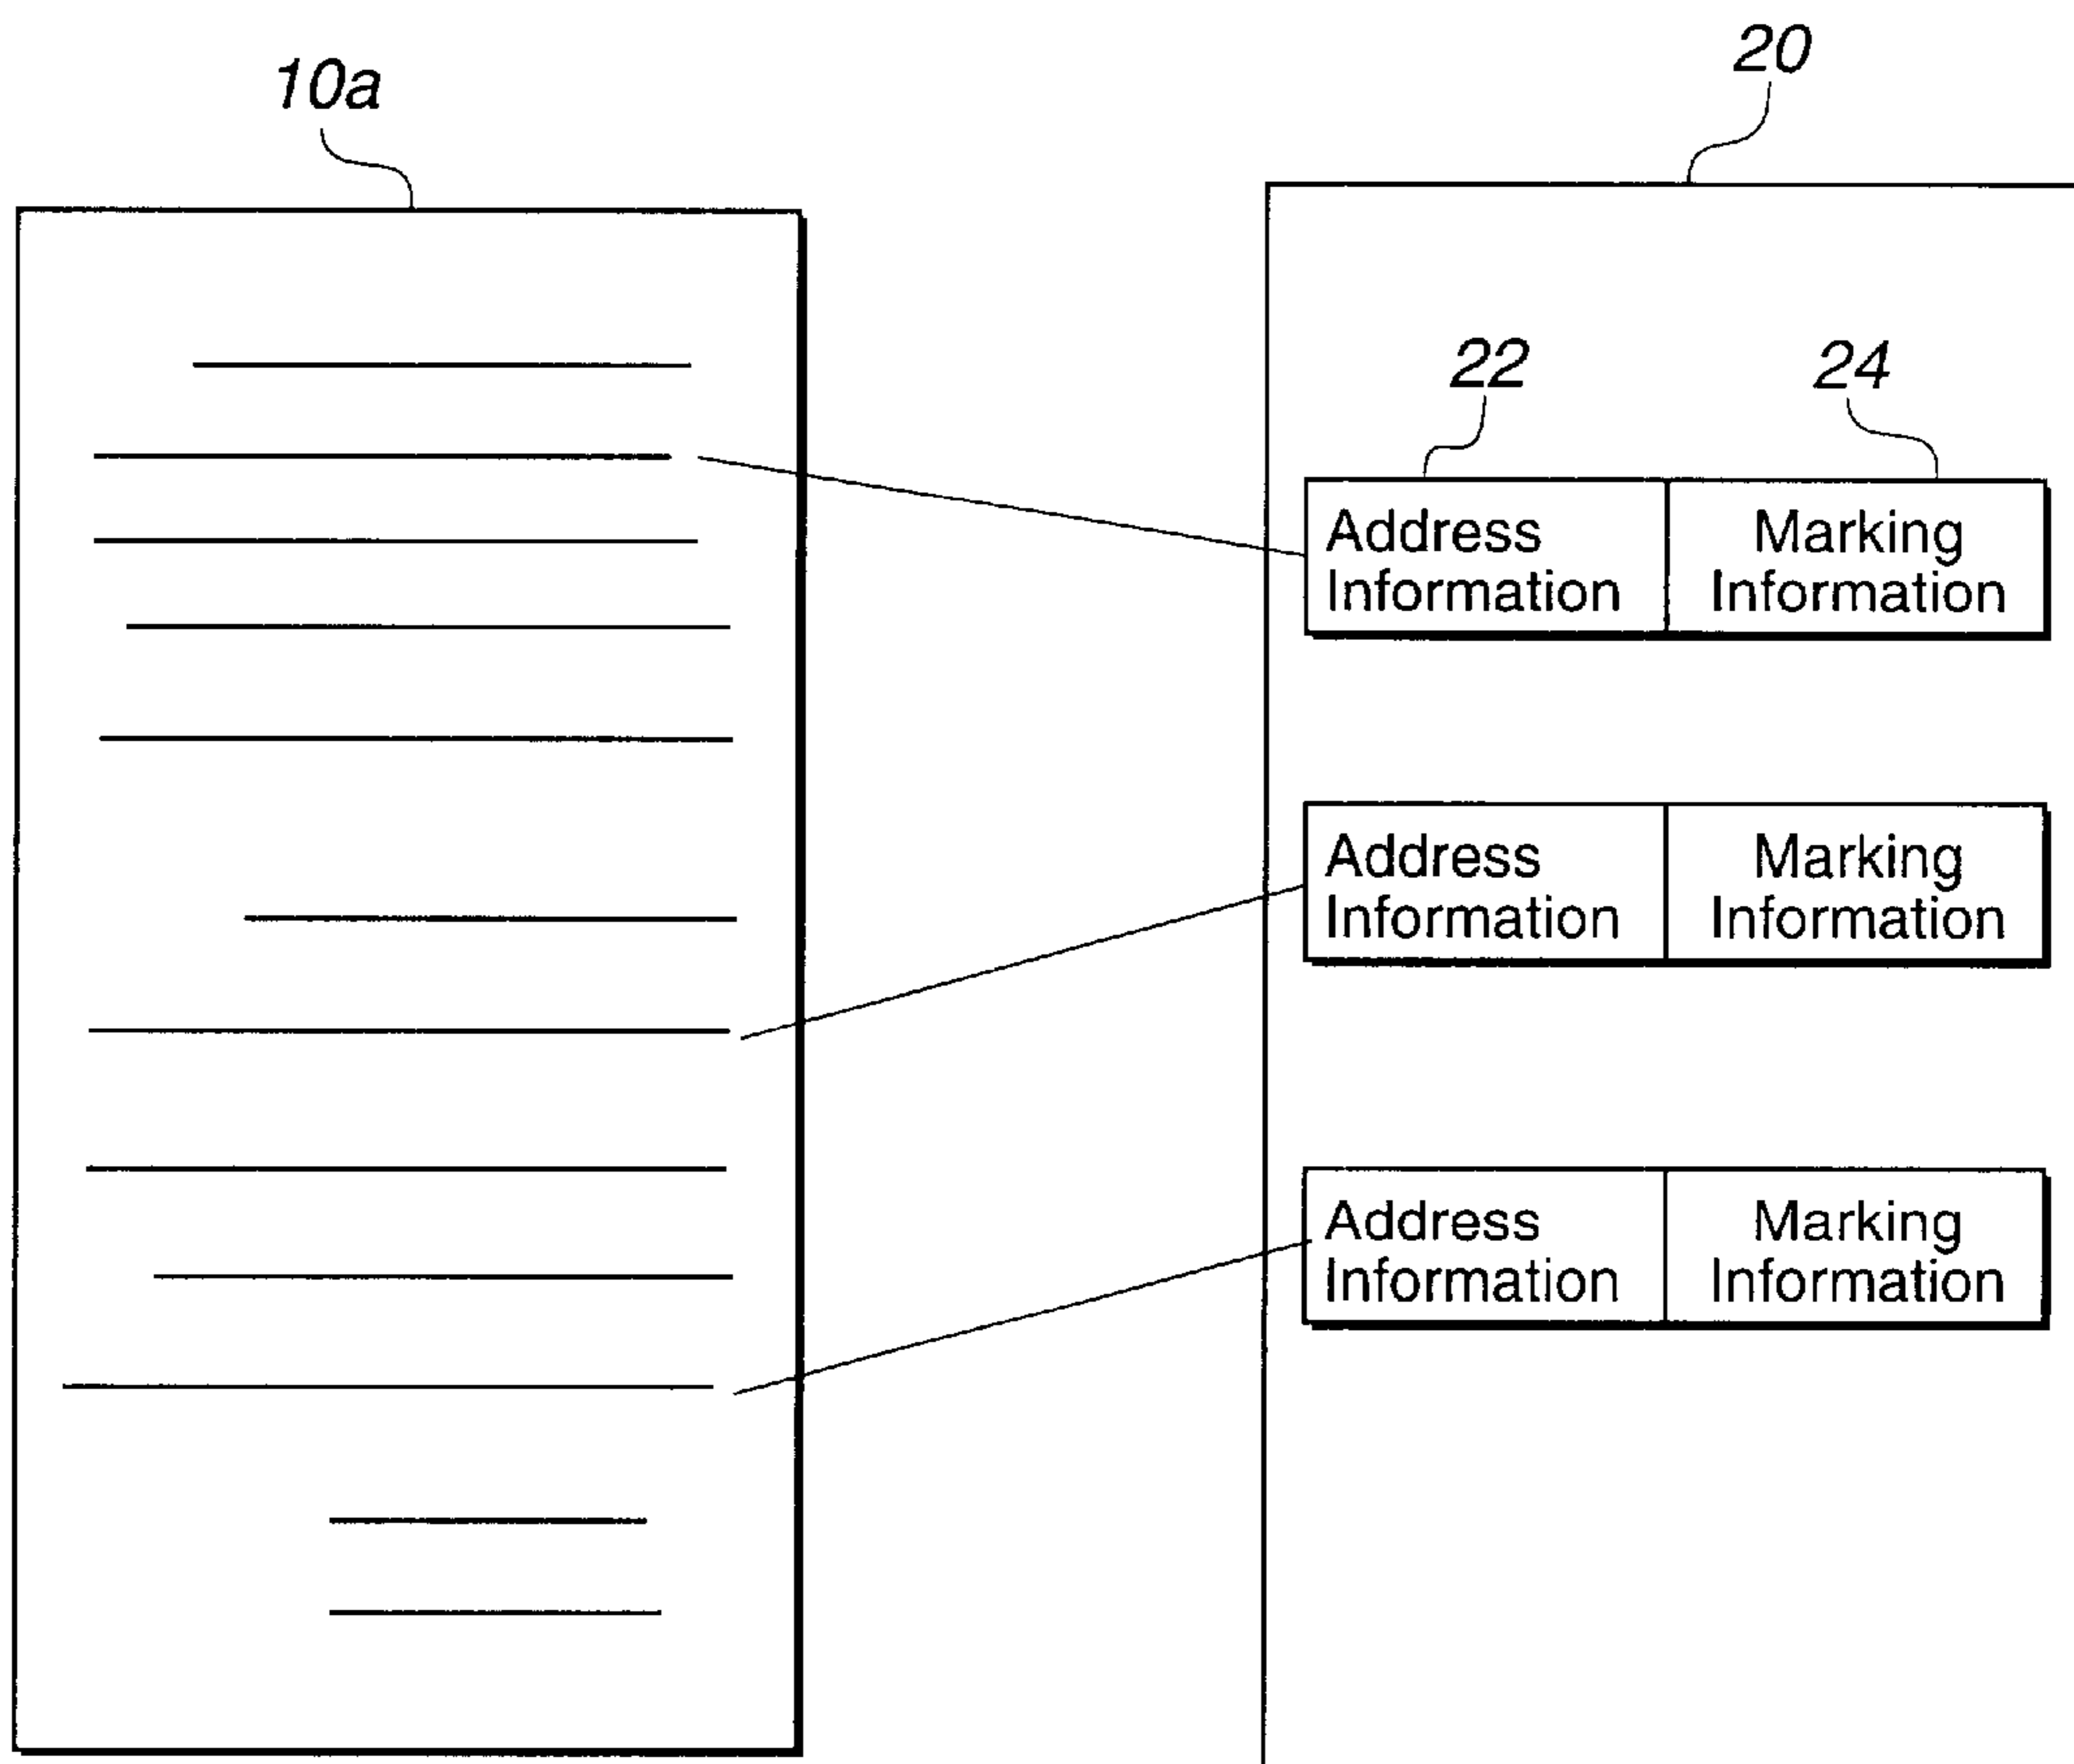 10a
20
22
24
Address
Information
Marking
Information
Address
Information
Marking
Information
Address
Information
Marking
Information